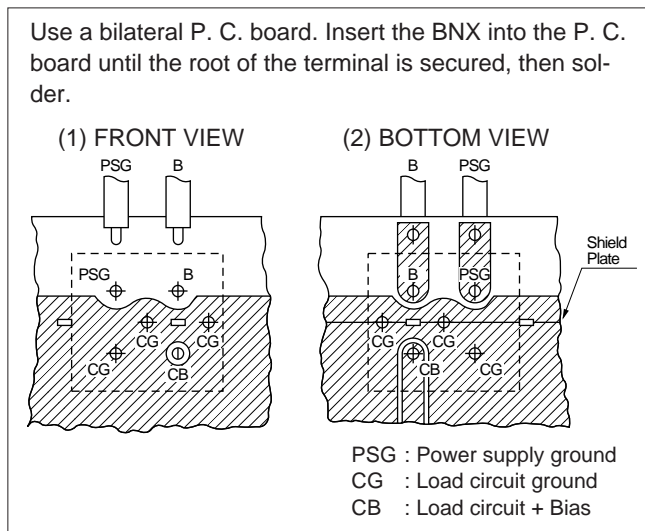 Use a bilateral P. C. board. Insert the BNX into the P. C.
board until the root of the terminal is secured, then sol-
der.
(1) FRONT VIEW
PSG B
PSG B
CG CG
CG CB
(2) BOTTOM VIEW
B PSG
Shield
Plate
B PSG
CG CG
CB CG
PSG : Power supply ground
CG : Load circuit ground
CB : Load circuit + Bias